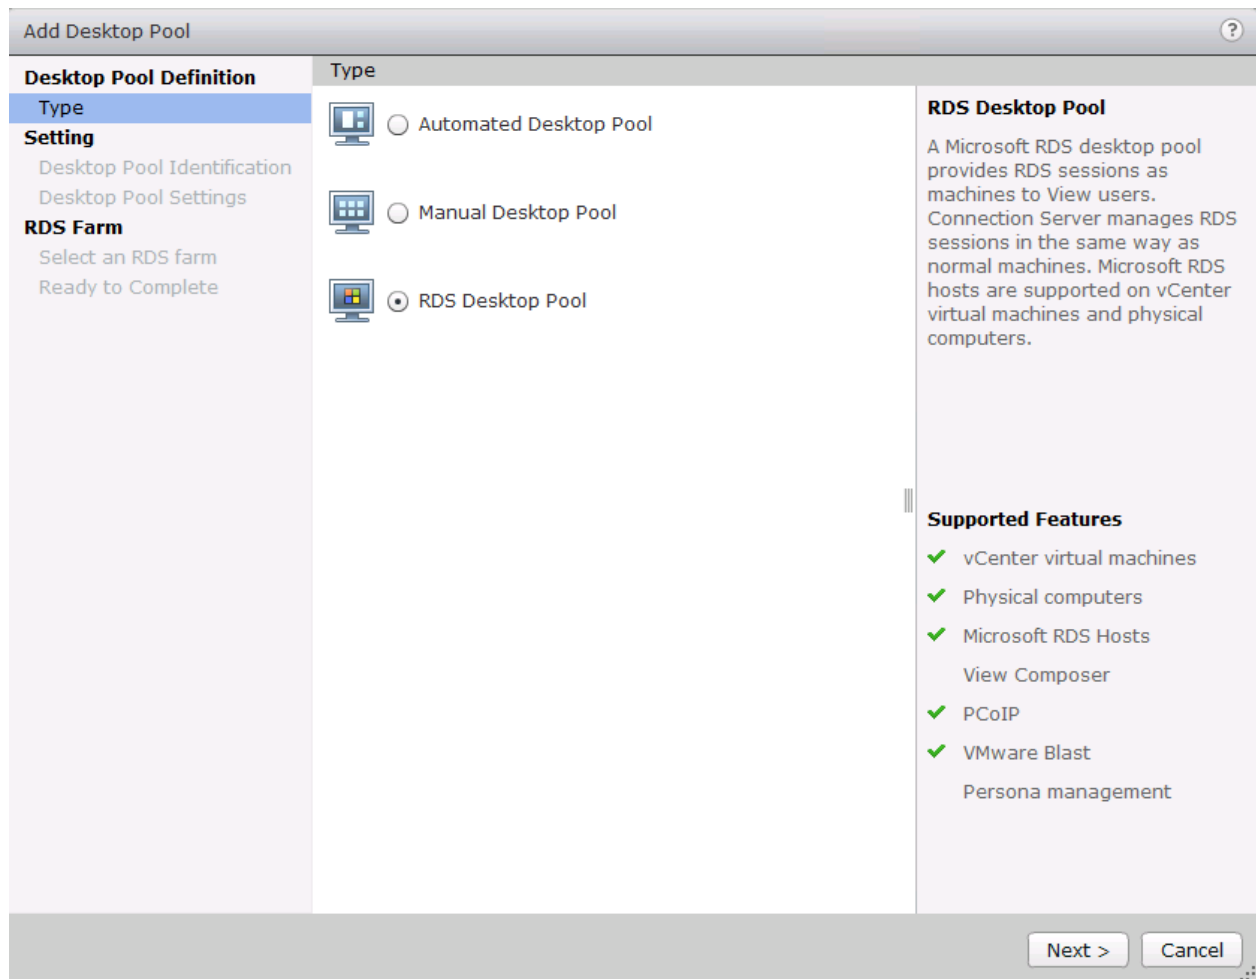 Add Desktop Pool
?
Desktop Pool Definition
Type
Setting
Desktop Pool Identification
Desktop Pool Settings
RDS Farm
Select an RDS farm
Ready to Complete
Type
Automated Desktop Pool
Manual Desktop Pool
RDS Desktop Pool
RDS Desktop Pool
A Microsoft RDS desktop pool
provides RDS sessions as
machines to View users.
Connection Server manages RDS
sessions in the same way as
normal machines. Microsoft RDS
hosts are supported on vCenter
virtual machines and physical
computers.
Supported Features
vCenter virtual machines
Physical computers
Microsoft RDS Hosts
View Composer
PCoIP
VMware Blast
Persona management
Next >
Cancel